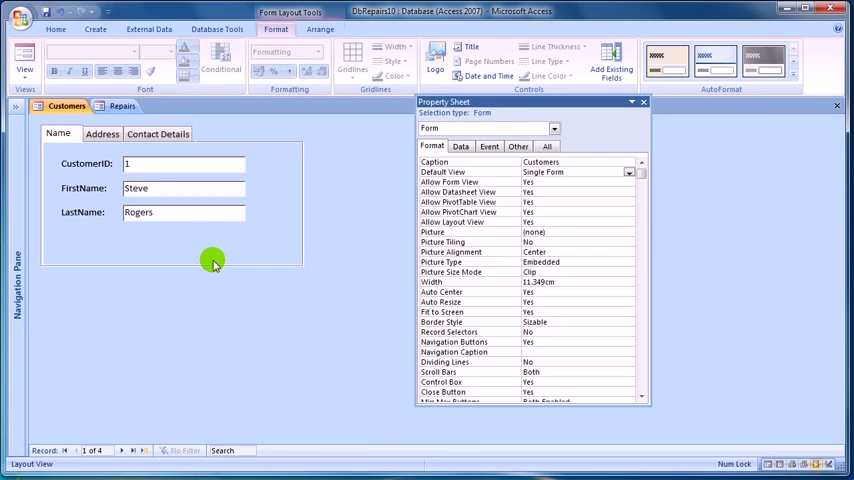 Form Layout Tools
DbRepairs10 : Database (Access 2007) - Microsoft Access
Home
Create
External Data
Database Tools
Format
Arrange
View
B I U
Font
Conditional
Formatting
$ % ,
Formatting
Gridlines
Width
Style
Color
Gridlines
Logo
Title
Page Numbers
Date and Time
Line Thickness
Line Type
Line Color
Controls
Add Existing
Fields
XXXX XXXX XXXX
AutoFormat
Customers
Repairs
Name
Address
Contact Details
CustomerID: 1
FirstName: Steve
LastName: Rogers
Navigation Pane
Property Sheet
Selection type: Form
Form
Format
Data
Event
Other
All
Caption Customers
Default View Single Form
Allow Form View Yes
Allow Datasheet View Yes
Allow PivotTable View Yes
Allow PivotChart View Yes
Allow Layout View Yes
Picture (none)
Picture Tiling No
Picture Alignment Center
Picture Type Embedded
Picture Size Mode Clip
Width 11.349cm
Auto Center Yes
Auto Resize Yes
Fit to Screen Yes
Border Style Sizable
Record Selectors No
Navigation Buttons Yes
Navigation Caption
Dividing Lines No
Scroll Bars Both
Control Box Yes
Close Button Yes
Min Max Buttons Both Enabled
Record: 1 of 4 No Filter Search
Layout View
Num Lock